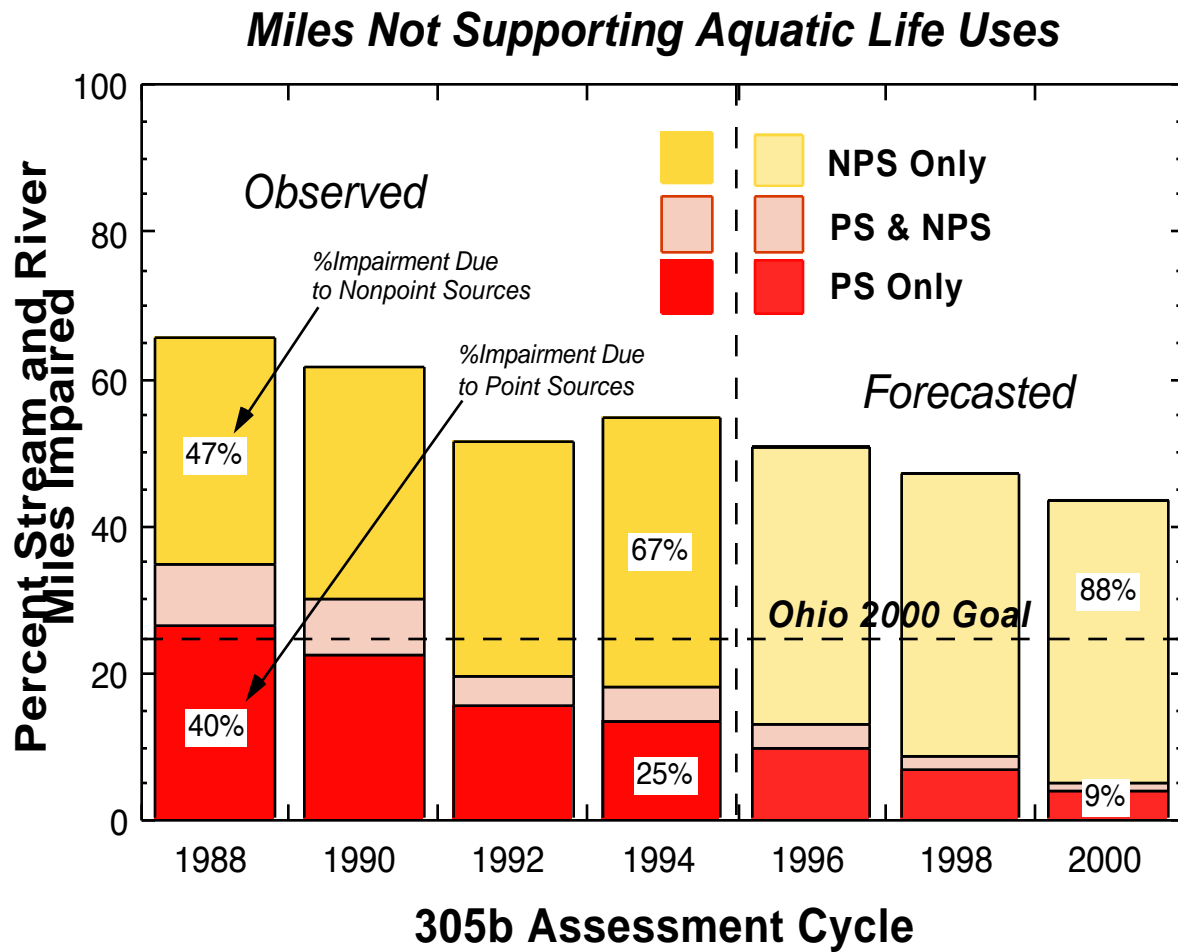 Miles Not Supporting Aquatic Life Uses
Percent Stream and River
Miles Impaired
100
80
60
40
20
0
Observed
%Impairment Due
to Nonpoint Sources
%Impairment Due
to Point Sources
NPS Only
PS & NPS
PS Only
Forecasted
47%
40%
67%
25%
Ohio 2000 Goal
88%
9%
1988
1990
1992
1994
1996
1998
2000
305b Assessment Cycle